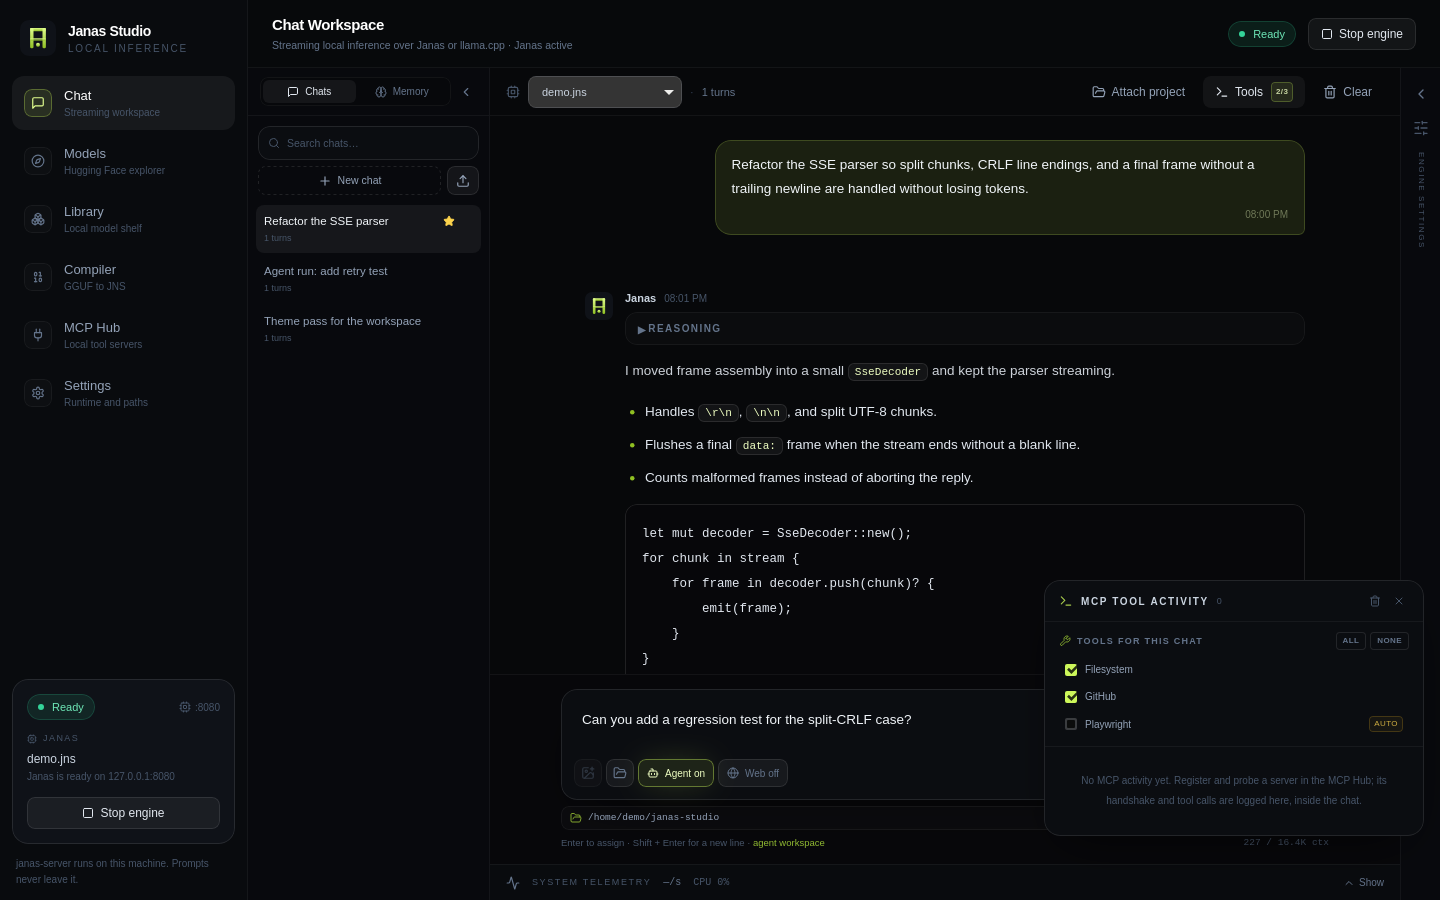 Janas Studio
LOCAL INFERENCE
Chat
Streaming workspace
Models
Hugging Face explorer
Library
Local model shelf
Compiler
GGUF to JNS
MCP Hub
Local tool servers
Settings
Runtime and paths
Ready
:8080
JANAS
demo.jns
Janas is ready on 127.0.0.1:8080
Stop engine
janas-server runs on this machine. Prompts
never leave it.
Chat Workspace
Streaming local inference over Janas or llama.cpp · Janas active
Ready
Stop engine
Chats
Memory
Search chats…
New chat
Refactor the SSE parser
1 turns
Agent run: add retry test
1 turns
Theme pass for the workspace
1 turns
demo.jns
· 1 turns
Attach project
Tools 2/3
Clear
ENGINE SETTINGS
Refactor the SSE parser so split chunks, CRLF line endings, and a final frame without a
trailing newline are handled without losing tokens.
08:00 PM
Janas 08:01 PM
▶REASONING
I moved frame assembly into a small SseDecoder and kept the parser streaming.
• Handles \r\n, \n\n, and split UTF-8 chunks.
• Flushes a final data: frame when the stream ends without a blank line.
• Counts malformed frames instead of aborting the reply.
let mut decoder = SseDecoder::new();
for chunk in stream {
    for frame in decoder.push(chunk)? {
        emit(frame);
    }
}
Can you add a regression test for the split-CRLF case?
Agent on
Web off
/home/demo/janas-studio
Enter to assign · Shift + Enter for a new line · agent workspace
227 / 16.4K ctx
MCP TOOL ACTIVITY 0
TOOLS FOR THIS CHAT
ALL
NONE
Filesystem
GitHub
Playwright
AUTO
No MCP activity yet. Register and probe a server in the MCP Hub; its
handshake and tool calls are logged here, inside the chat.
SYSTEM TELEMETRY —/s CPU 0%
Show